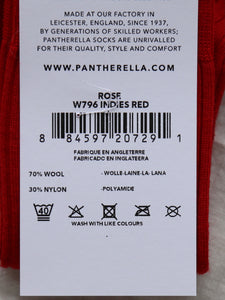 MADE AT OUR FACTORY IN
LEICESTER, ENGLAND, SINCE 1937,
BY GENERATIONS OF SKILLED WORKERS;
PANTHERELLA SOCKS ARE UNRIVALLED
FOR THEIR QUALITY, STYLE AND COMFORT.
WWW.PANTHERELLA.COM
ROSE
W796 INDIES RED
8 84597 20729 1
FABRIQUE EN ANGLETERRE
FABRICADO EN INGLATEERA
70% WOOL -WOLLE-LAINE-LA-LANA
30% NYLON -POLYAMIDE
40
WASH WITH LIKE COLOURS